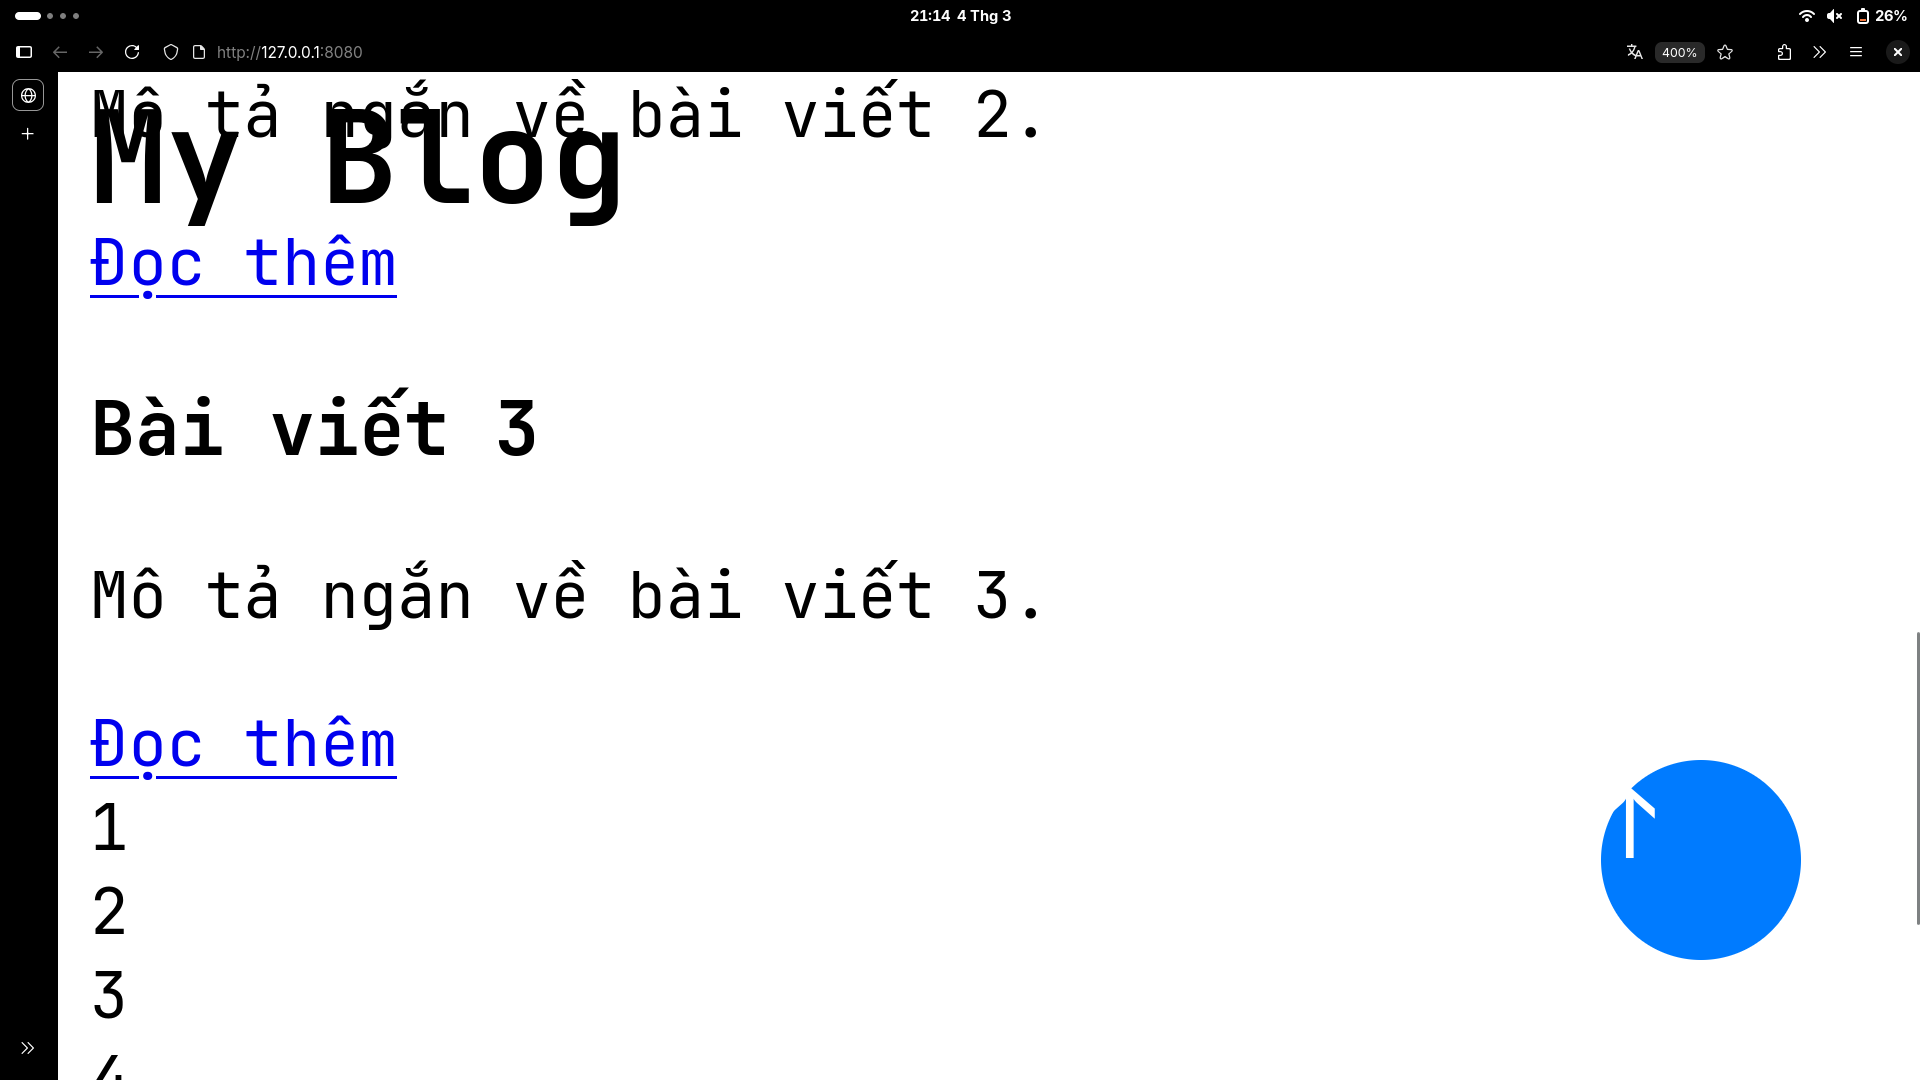 21:14 4 Thg 3
26%
http://127.0.0.1:8080
400%
Mô tả ngắn về bài viết 2.
My Blog
Đọc thêm
Bài viết 3
Mô tả ngắn về bài viết 3.
Đọc thêm
↑
1
2
3
4